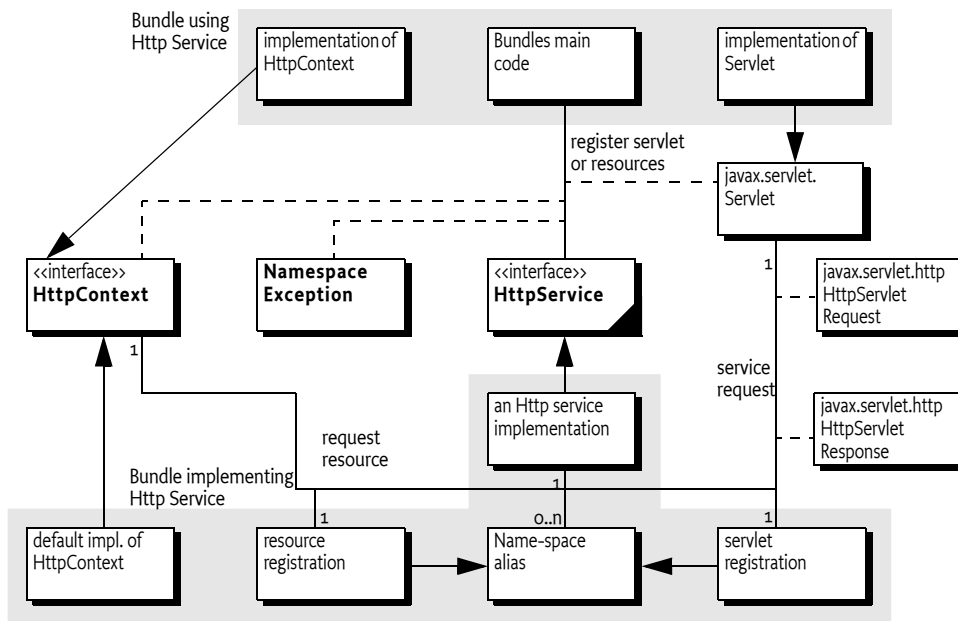 Bundle using
Http Service
implementation of
HttpContext
Bundles main
code
implementation of
Servlet
register servlet
or resources
javax.servlet.
Servlet
<<interface>>
HttpContext
Namespace
Exception
<<interface>>
HttpService
1
javax.servlet.http
HttpServlet
Request
1
service
request
an Http service
implementation
javax.servlet.http
HttpServlet
Response
request
resource
Bundle implementing
Http Service
1
1
0..n
1
default impl. of
HttpContext
resource
registration
Name-space
alias
servlet
registration